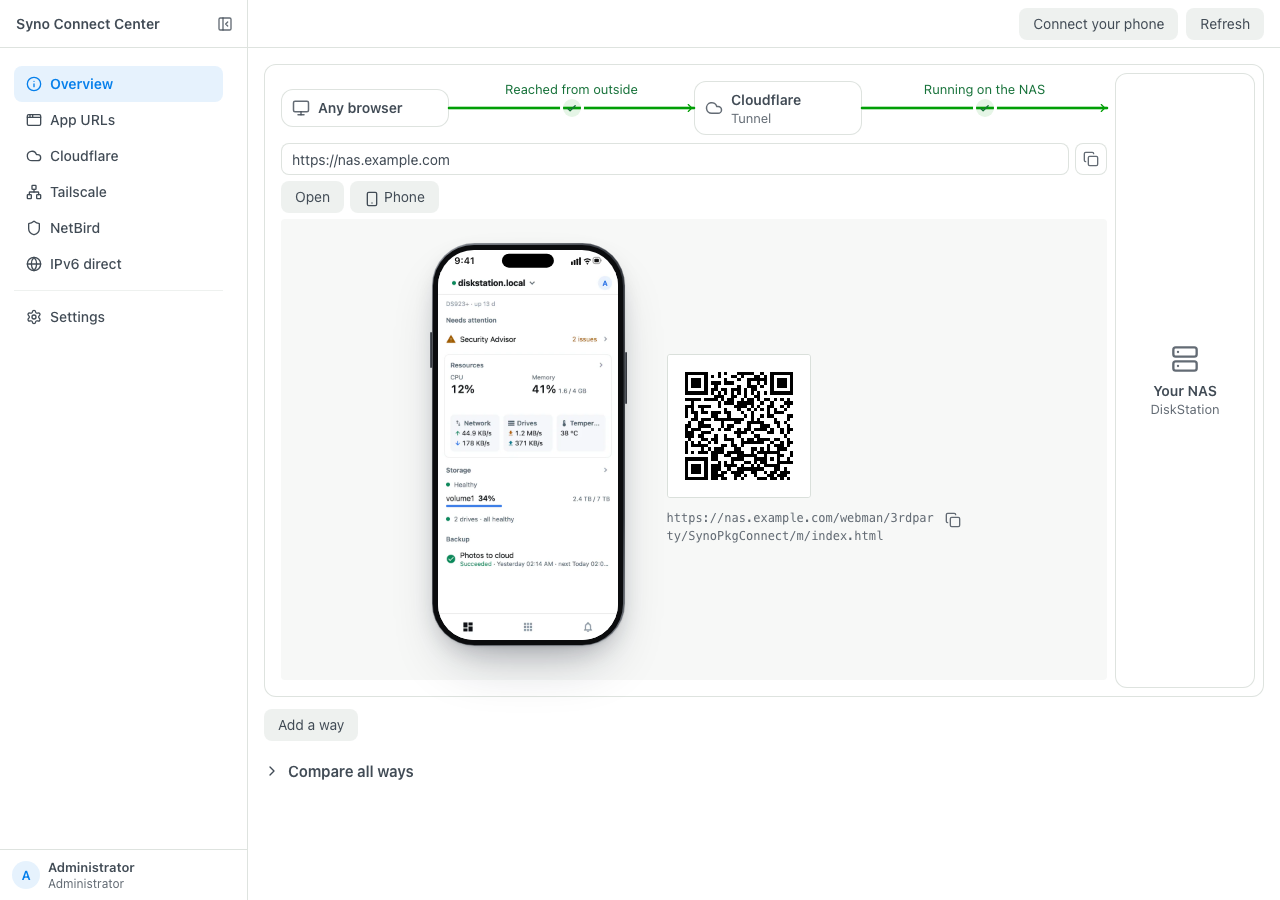 Syno Connect Center
Connect your phone
Refresh
Overview
App URLs
Cloudflare
Tailscale
NetBird
IPv6 direct
Settings
Any browser
Reached from outside
Cloudflare
Tunnel
Running on the NAS
https://nas.example.com
Open
Phone
9:41
diskstation.local
A
DS923+ · up 13 d
Needs attention
Security Advisor
2 issues
Resources
CPU
Memory
12%
41% 1.6 / 4 GB
Network
Drives
Temper...
44.9 KB/s
1.2 MB/s
38 °C
178 KB/s
371 KB/s
Storage
Healthy
volume1 34%
2.4 TB / 7 TB
2 drives · all healthy
Backup
Photos to cloud
Succeeded · Yesterday 02:14 AM · next Today 02:0...
https://nas.example.com/webman/3rdpar
ty/SynoPkgConnect/m/index.html
Your NAS
DiskStation
Add a way
Compare all ways
A
Administrator
Administrator